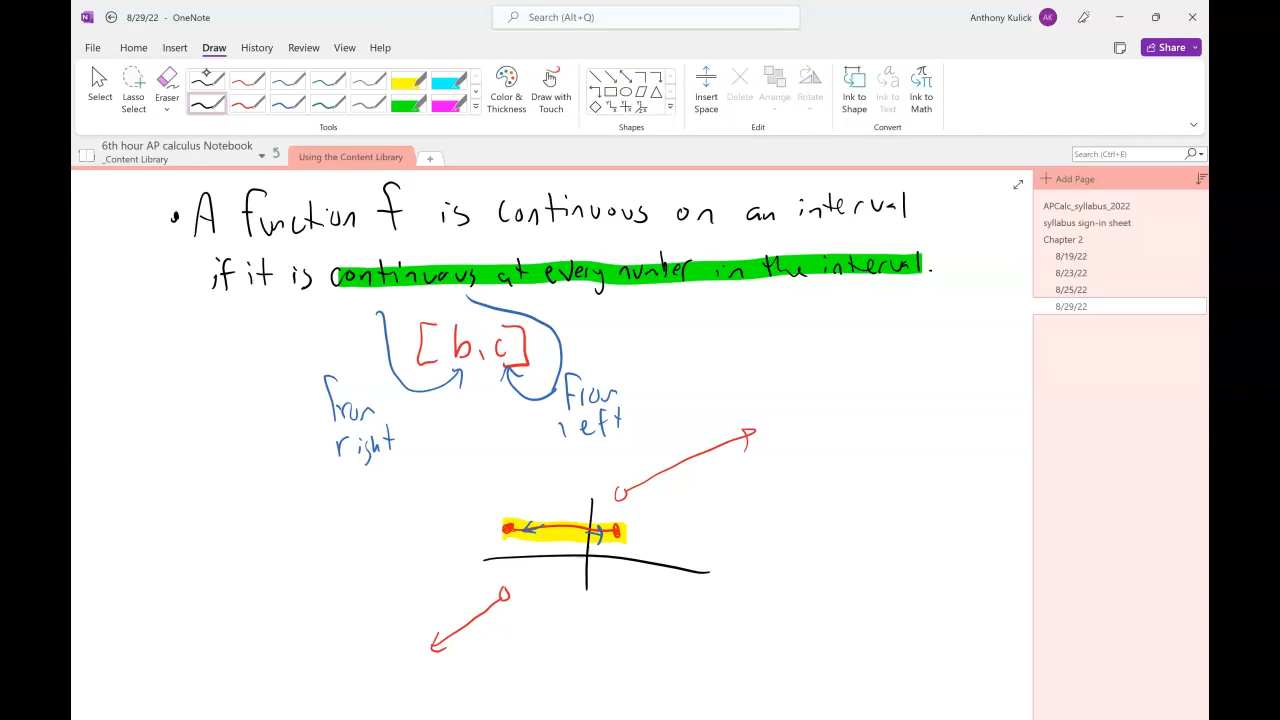 8/29/22 - OneNote
Search (Alt+Q)
Anthony Kulick
AK
File Home Insert Draw History Review View Help
Share
Select
Lasso Select
Eraser
Color & Thickness
Draw with Touch
Insert Space
Delete
Arrange
Rotate
Ink to Shape
Ink to Text
Ink to Math
Tools
Shapes
Edit
Convert
6th hour AP calculus Notebook
_Content Library
Using the Content Library
Search (Ctrl+E)
Add Page
APCalc_syllabus_2022
syllabus sign-in sheet
Chapter 2
8/19/22
8/23/22
8/25/22
8/29/22
• A function f is continuous on an interval
if it is continuous at every number in the interval.
[b, c]
from right
From left